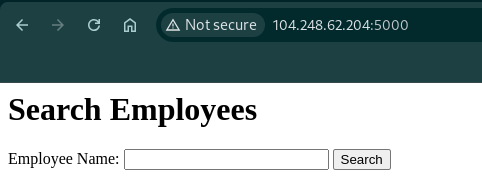 Not secure 104.248.62.204:5000
Search Employees
Employee Name: Search